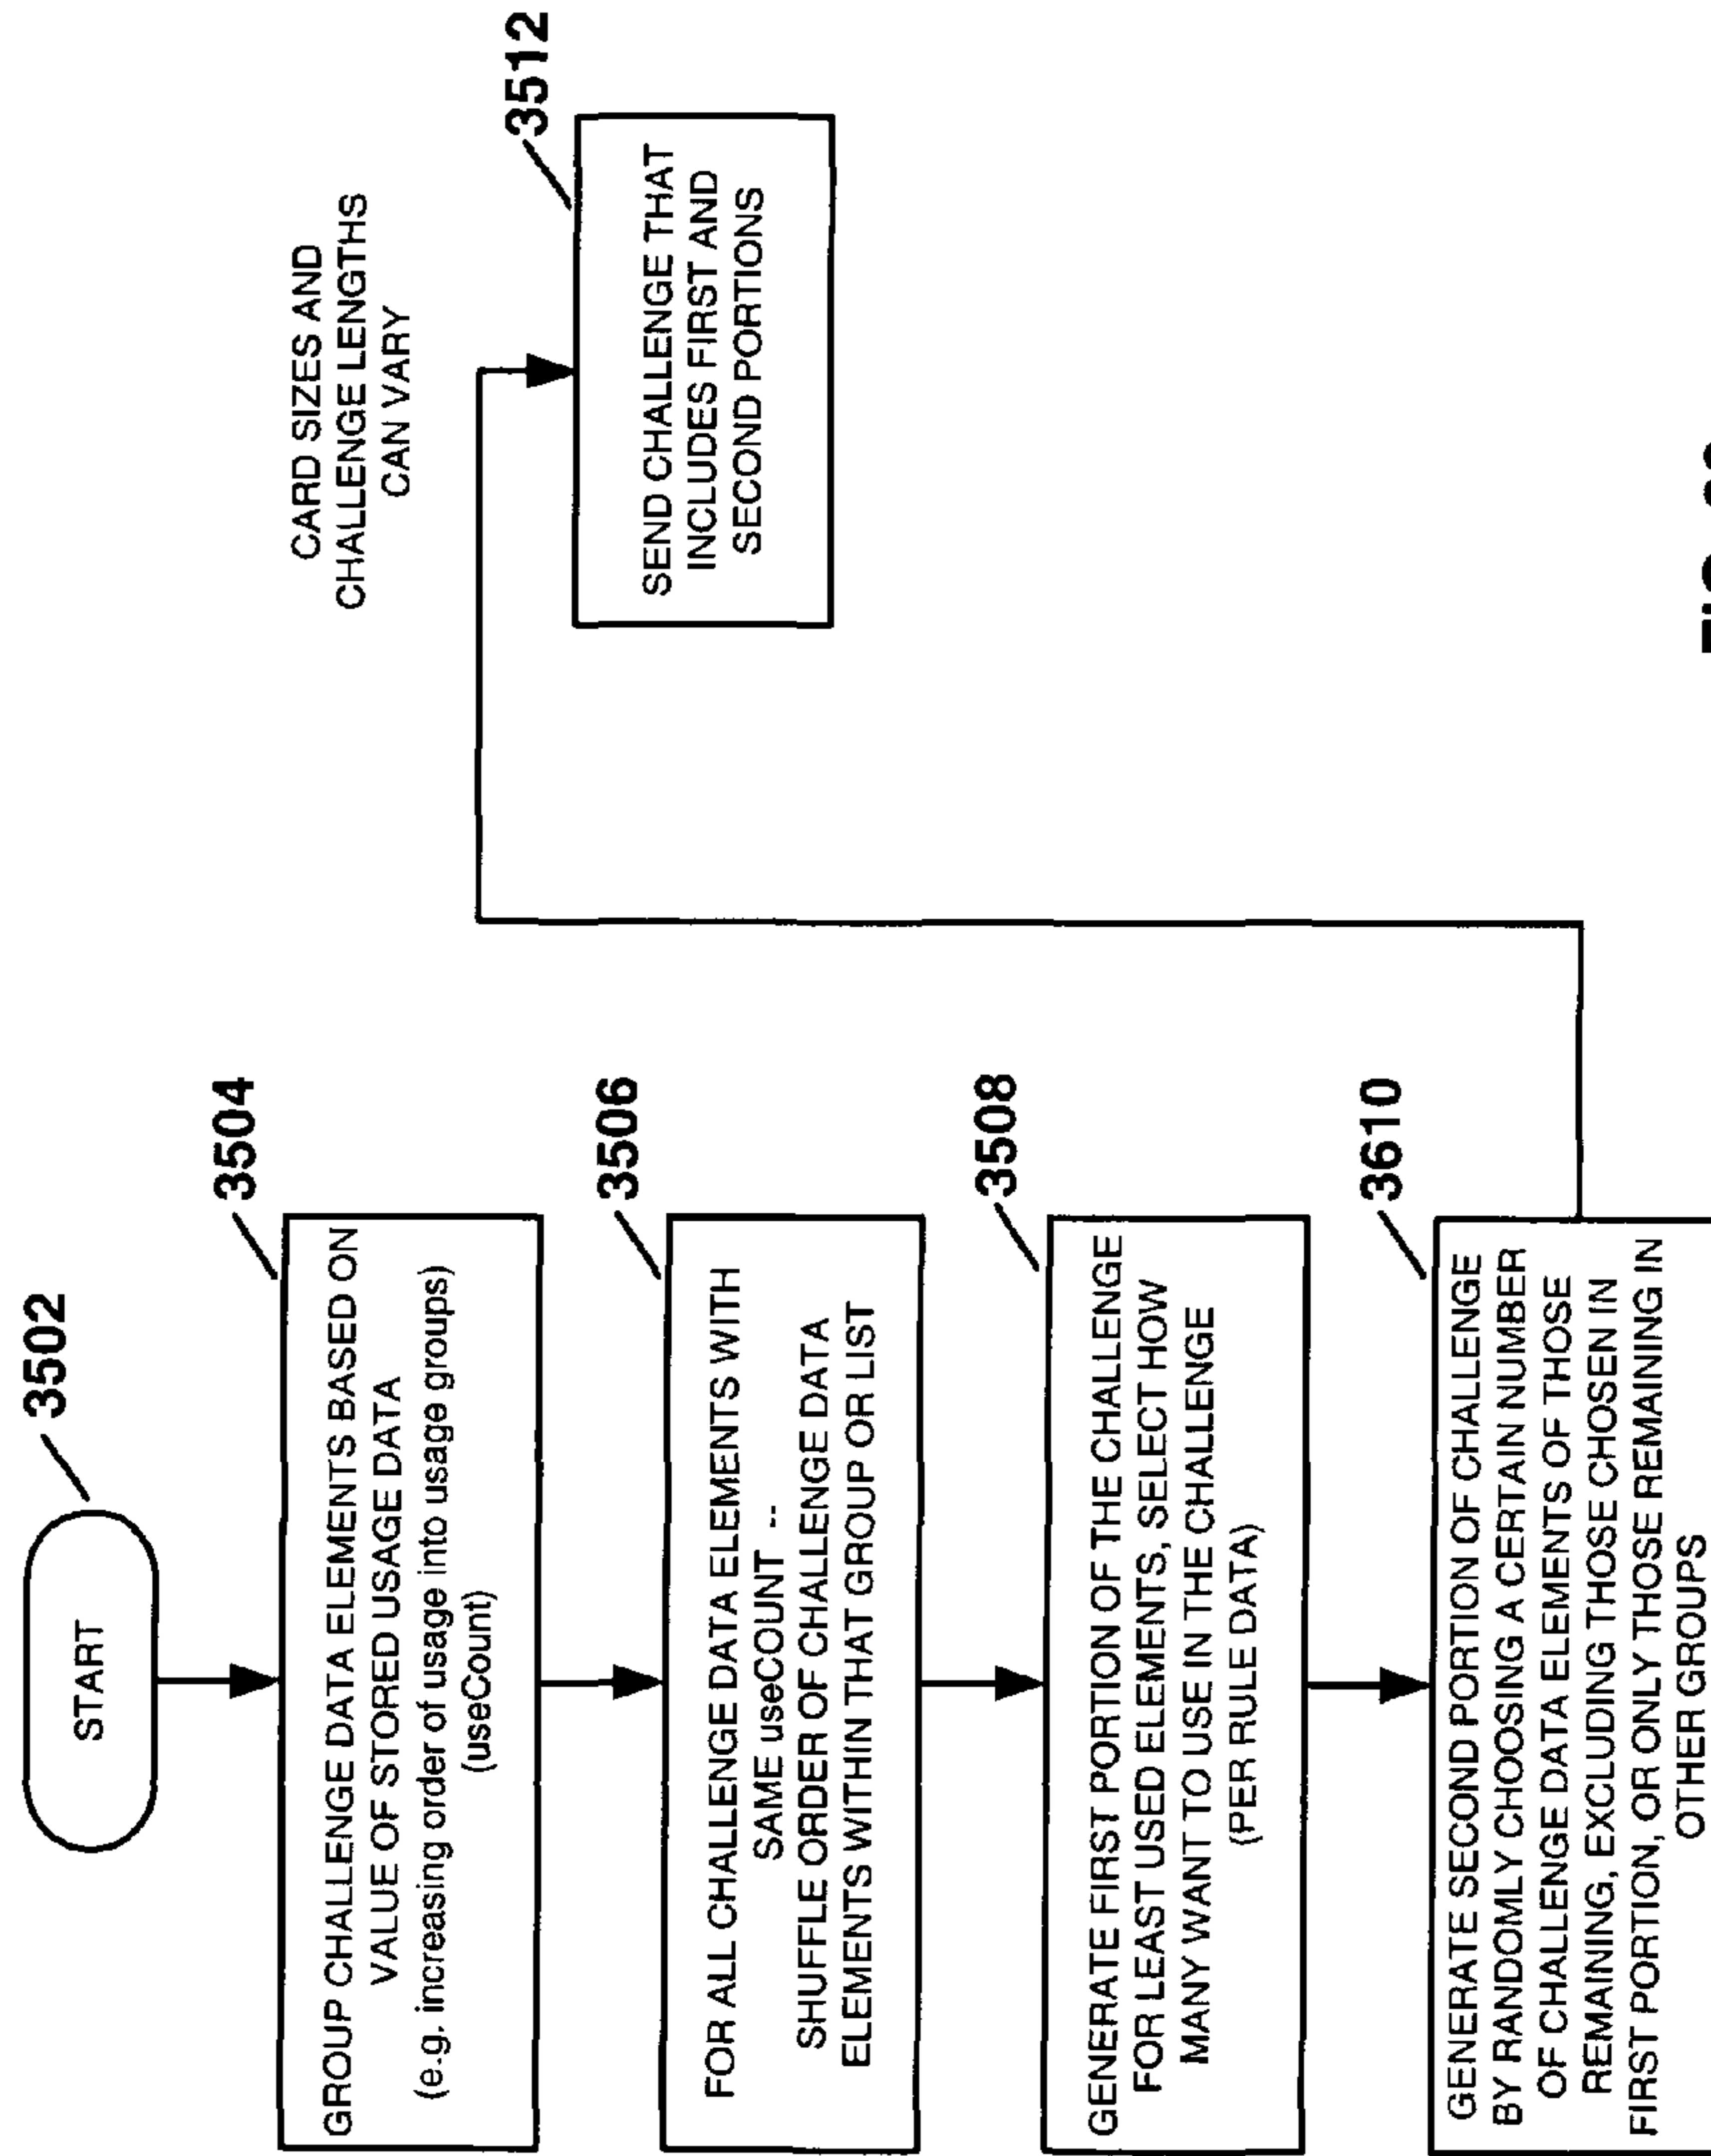 3502
START
3504
GROUP CHALLENGE DATA ELEMENTS BASED ON
VALUE OF STORED USAGE DATA
(e.g. increasing order of usage into usage groups)
(useCount)
3506
FOR ALL CHALLENGE DATA ELEMENTS WITH
SAME useCOUNT --
SHUFFLE ORDER OF CHALLENGE DATA
ELEMENTS WITHIN THAT GROUP OR LIST
3508
GENERATE FIRST PORTION OF THE CHALLENGE
FOR LEAST USED ELEMENTS, SELECT HOW
MANY WANT TO USE IN THE CHALLENGE
(PER RULE DATA)
3610
GENERATE SECOND PORTION OF CHALLENGE
BY RANDOMLY CHOOSING A CERTAIN NUMBER
OF CHALLENGE DATA ELEMENTS OF THOSE
REMAINING, EXCLUDING THOSE CHOSEN IN
FIRST PORTION, OR ONLY THOSE REMAINING IN
OTHER GROUPS
CARD SIZES AND
CHALLENGE LENGTHS
CAN VARY
3512
SEND CHALLENGE THAT
INCLUDES FIRST AND
SECOND PORTIONS